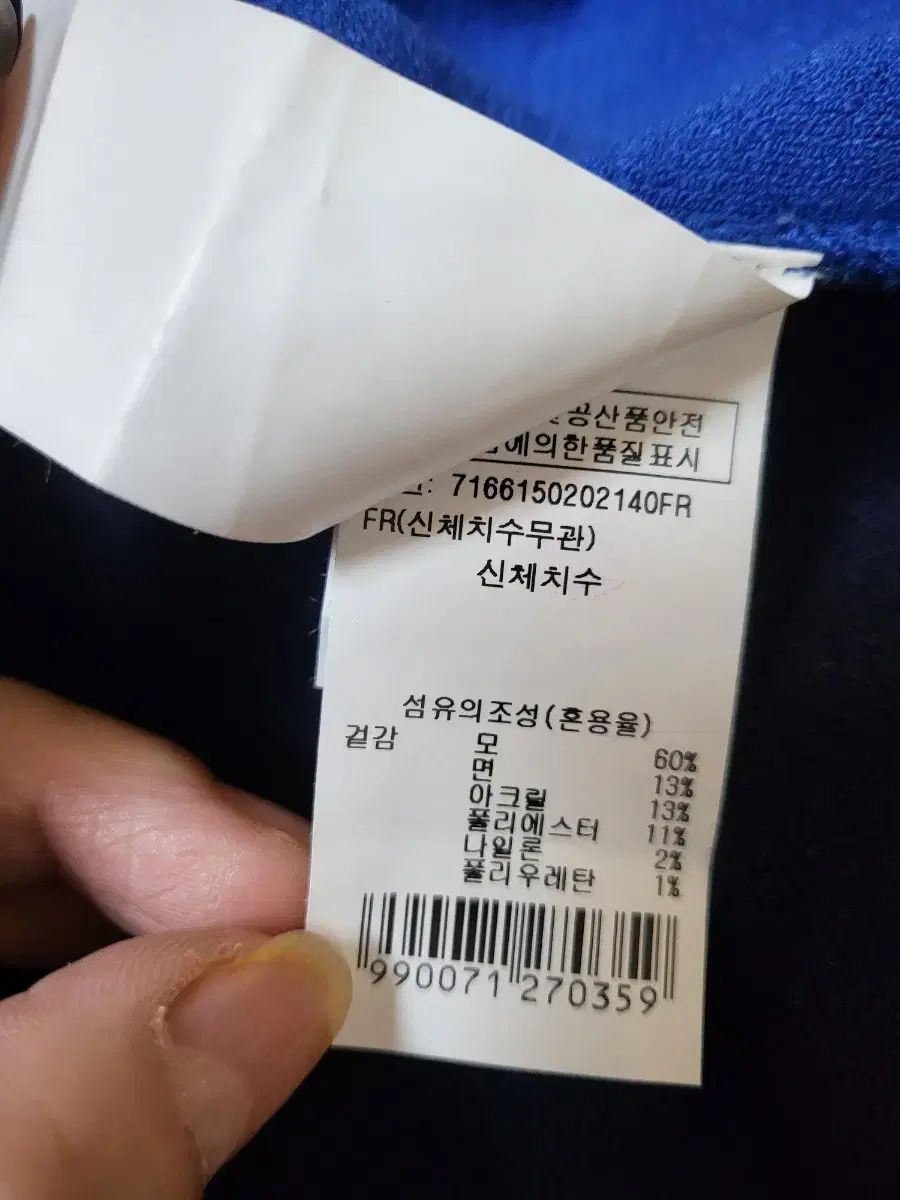 공산품안전
에의한품질표시
: 7166150202140FR
FR(신체치수무관)
신체치수
섬유의조성(혼용율)
겉감 모 60%
면 13%
아크릴 13%
폴리에스터 11%
나일론 2%
폴리우레탄 1%
990071 270359